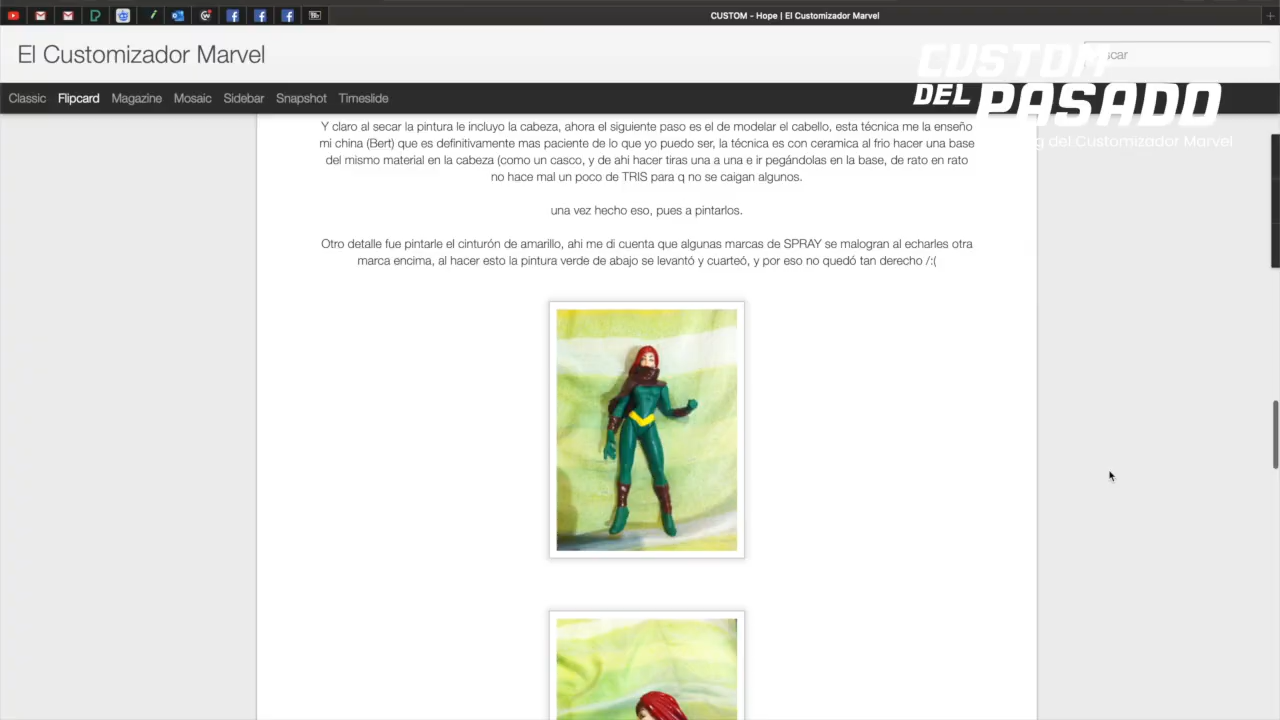 CUSTOM - Hope | El Customizador Marvel
El Customizador Marvel
CUSTOM
DEL PASADO
g del Customizador Marvel
Classic Flipcard Magazine Mosaic Sidebar Snapshot Timeslide
Y claro al secar la pintura le incluyo la cabeza, ahora el siguiente paso es el de modelar el cabello, esta técnica me la enseño
mi china (Bert) que es definitivamente mas paciente de lo que yo puedo ser, la técnica es con ceramica al frio hacer una base
del mismo material en la cabeza (como un casco, y de ahi hacer tiras una a una e ir pegándolas en la base, de rato en rato
no hace mal un poco de TRIS para q no se caigan algunos.
una vez hecho eso, pues a pintarlos.
Otro detalle fue pintarle el cinturón de amarillo, ahi me di cuenta que algunas marcas de SPRAY se malogran al echarles otra
marca encima, al hacer esto la pintura verde de abajo se levantó y cuarteó, y por eso no quedó tan derecho /:(